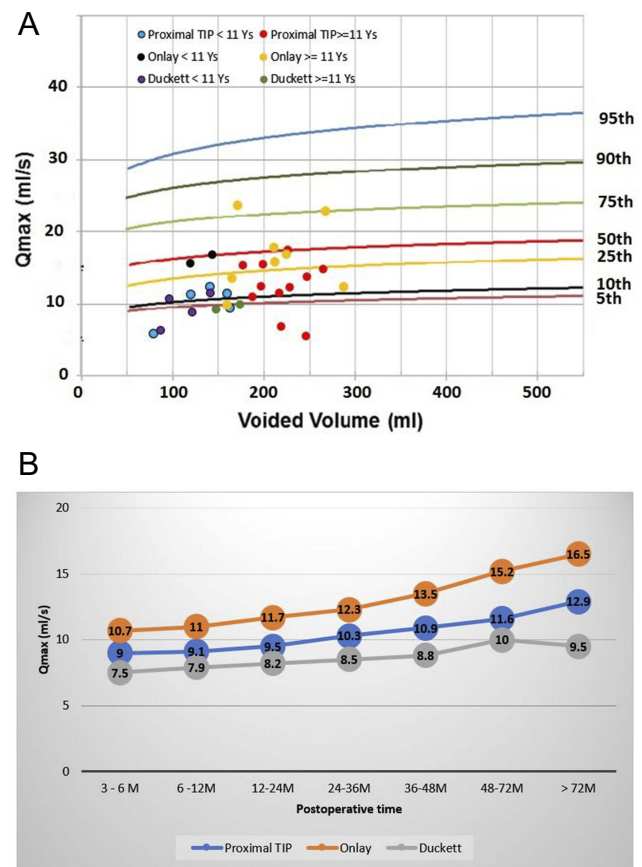 A
Proximal TIP < 11 Ys Proximal TIP>=11 Ys
Onlay < 11 Ys Onlay >= 11 Ys
Duckett < 11 Ys Duckett >=11 Ys
Qmax (ml/s)
40
30
20
10
0
95th
90th
75th
50th
25th
10th
5th
0 100 200 300 400 500
Voided Volume (ml)
B
Qmax (ml/s)
20
15
10
5
0
10.7 11 11.7 12.3 13.5 15.2 16.5
9 9.1 9.5 10.3 10.9 11.6 12.9
7.5 7.9 8.2 8.5 8.8 10 9.5
3 - 6 M 6 -12M 12-24M 24-36M 36-48M 48-72M > 72M
Postoperative time
Proximal TIP Onlay Duckett